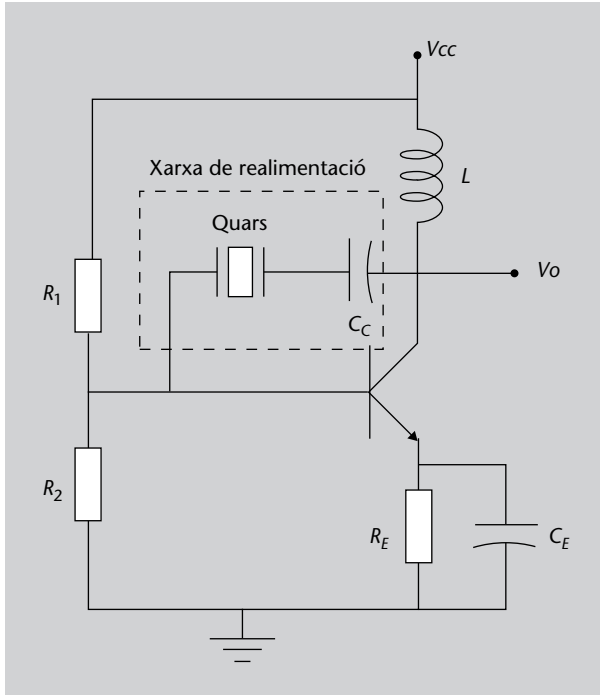 Vcc
Xarxa de realimentació
L
Quars
Vo
R1
CC
R2
RE
CE